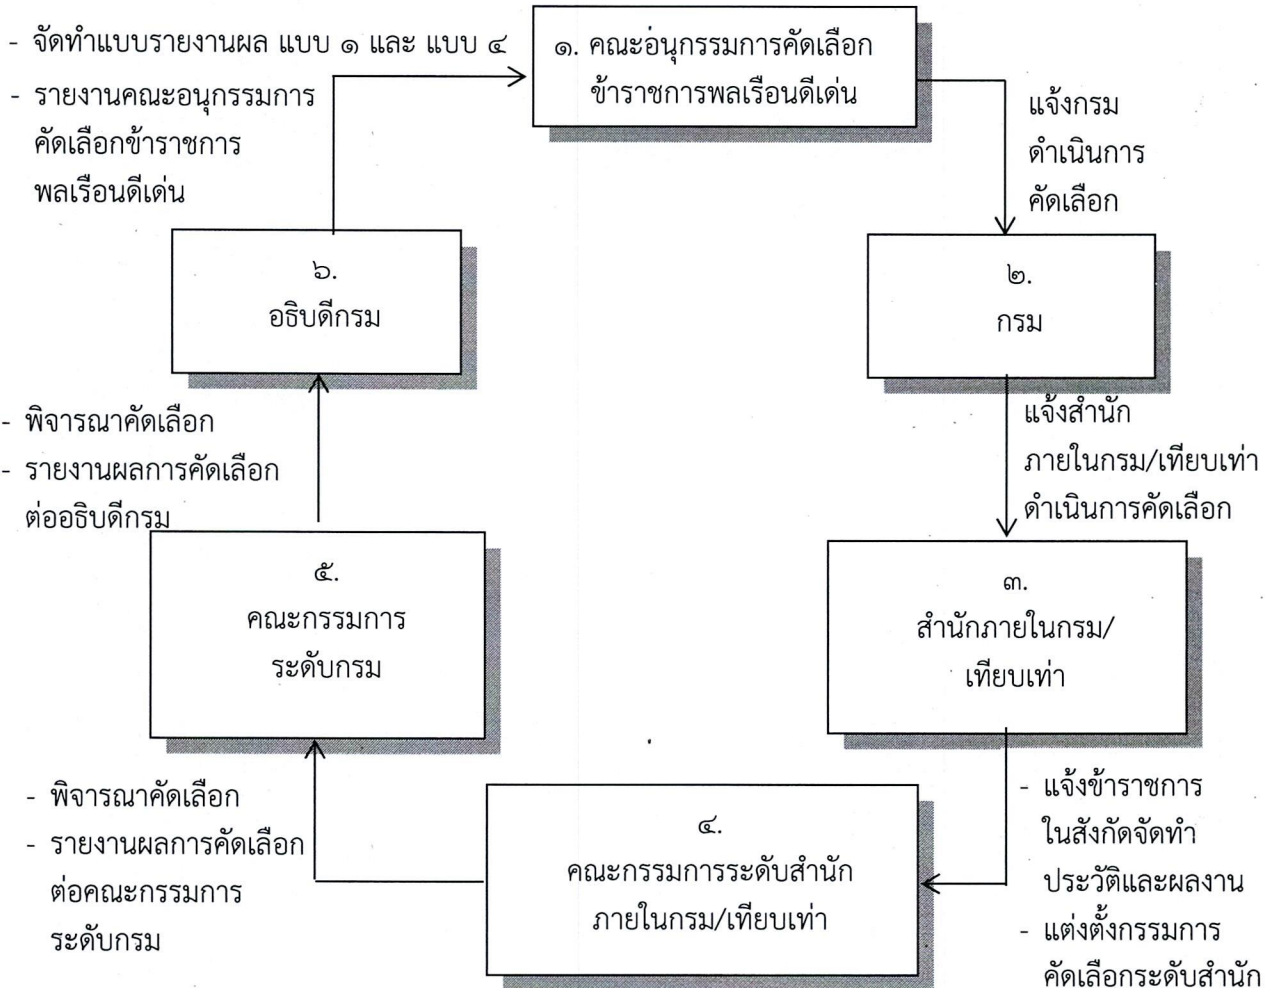 - จัดทำแบบรายงานผล แบบ ๑ และ แบบ ๔
- รายงานคณะอนุกรรมการ
คัดเลือกข้าราชการ
พลเรือนดีเด่น
๑. คณะอนุกรรมการคัดเลือก
ข้าราชการพลเรือนดีเด่น
แจ้งกรม
ดำเนินการ
คัดเลือก
๒.
กรม
แจ้งสำนัก
ภายในกรม/เทียบเท่า
ดำเนินการคัดเลือก
๓.
สำนักภายในกรม/
เทียบเท่า
- แจ้งข้าราชการ
ในสังกัดจัดทำ
ประวัติและผลงาน
- แต่งตั้งกรรมการ
คัดเลือกระดับสำนัก
๔.
คณะกรรมการระดับสำนัก
ภายในกรม/เทียบเท่า
- พิจารณาคัดเลือก
- รายงานผลการคัดเลือก
ต่อคณะกรรมการ
ระดับกรม
๕.
คณะกรรมการ
ระดับกรม
- พิจารณาคัดเลือก
- รายงานผลการคัดเลือก
ต่ออธิบดีกรม
๖.
อธิบดีกรม